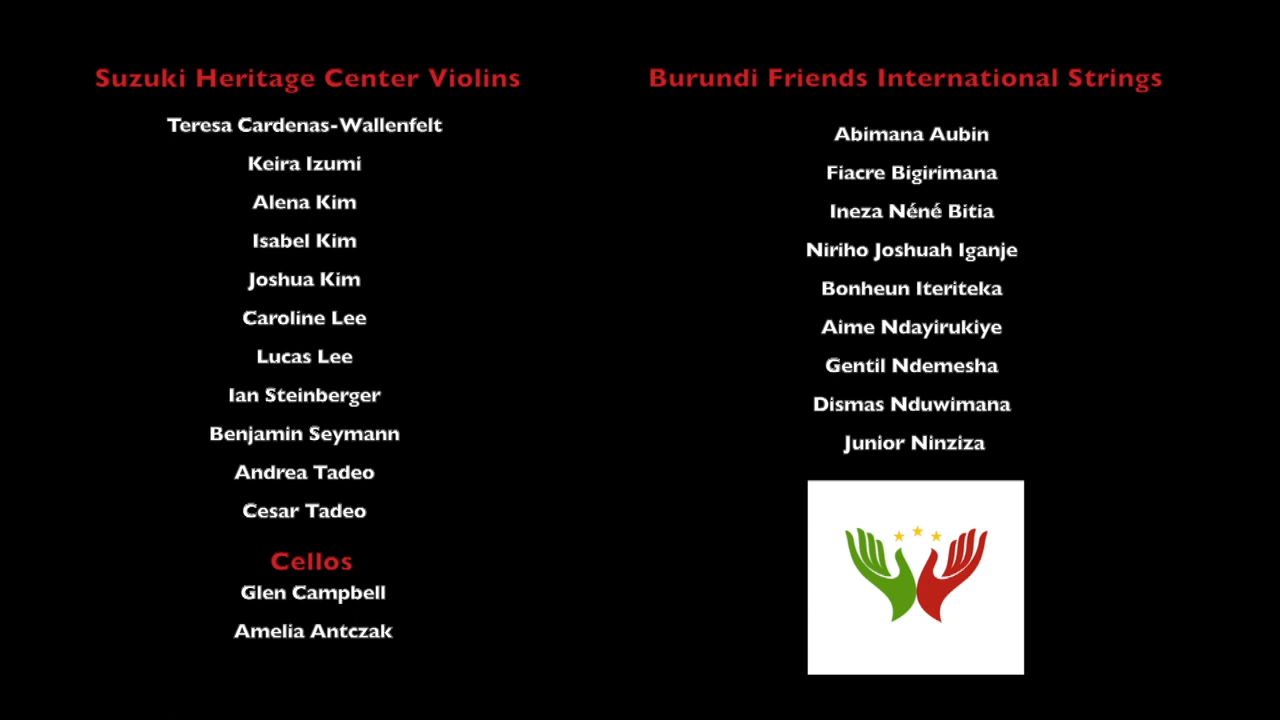 Suzuki Heritage Center Violins
Teresa Cardenas-Wallenfelt
Keira Izumi
Alena Kim
Isabel Kim
Joshua Kim
Caroline Lee
Lucas Lee
Ian Steinberger
Benjamin Seymann
Andrea Tadeo
Cesar Tadeo
Cellos
Glen Campbell
Amelia Antczak
Burundi Friends International Strings
Abimana Aubin
Fiacre Bigirimana
Ineza Néné Bitia
Niriho Joshuah Iganje
Bonheun Iteriteka
Aime Ndayirukiye
Gentil Ndemesha
Dismas Nduwimana
Junior Ninziza